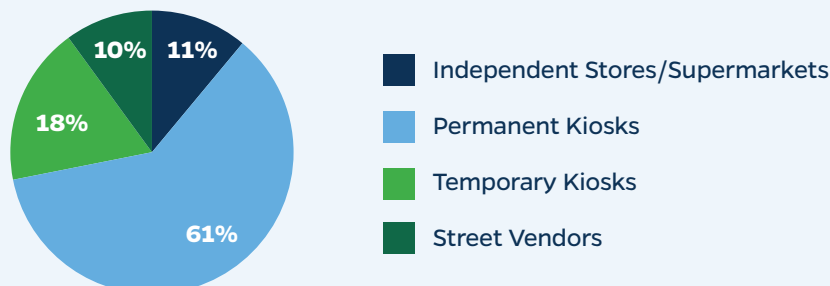 10% 11%
18%
61%
Independent Stores/Supermarkets
Permanent Kiosks
Temporary Kiosks
Street Vendors